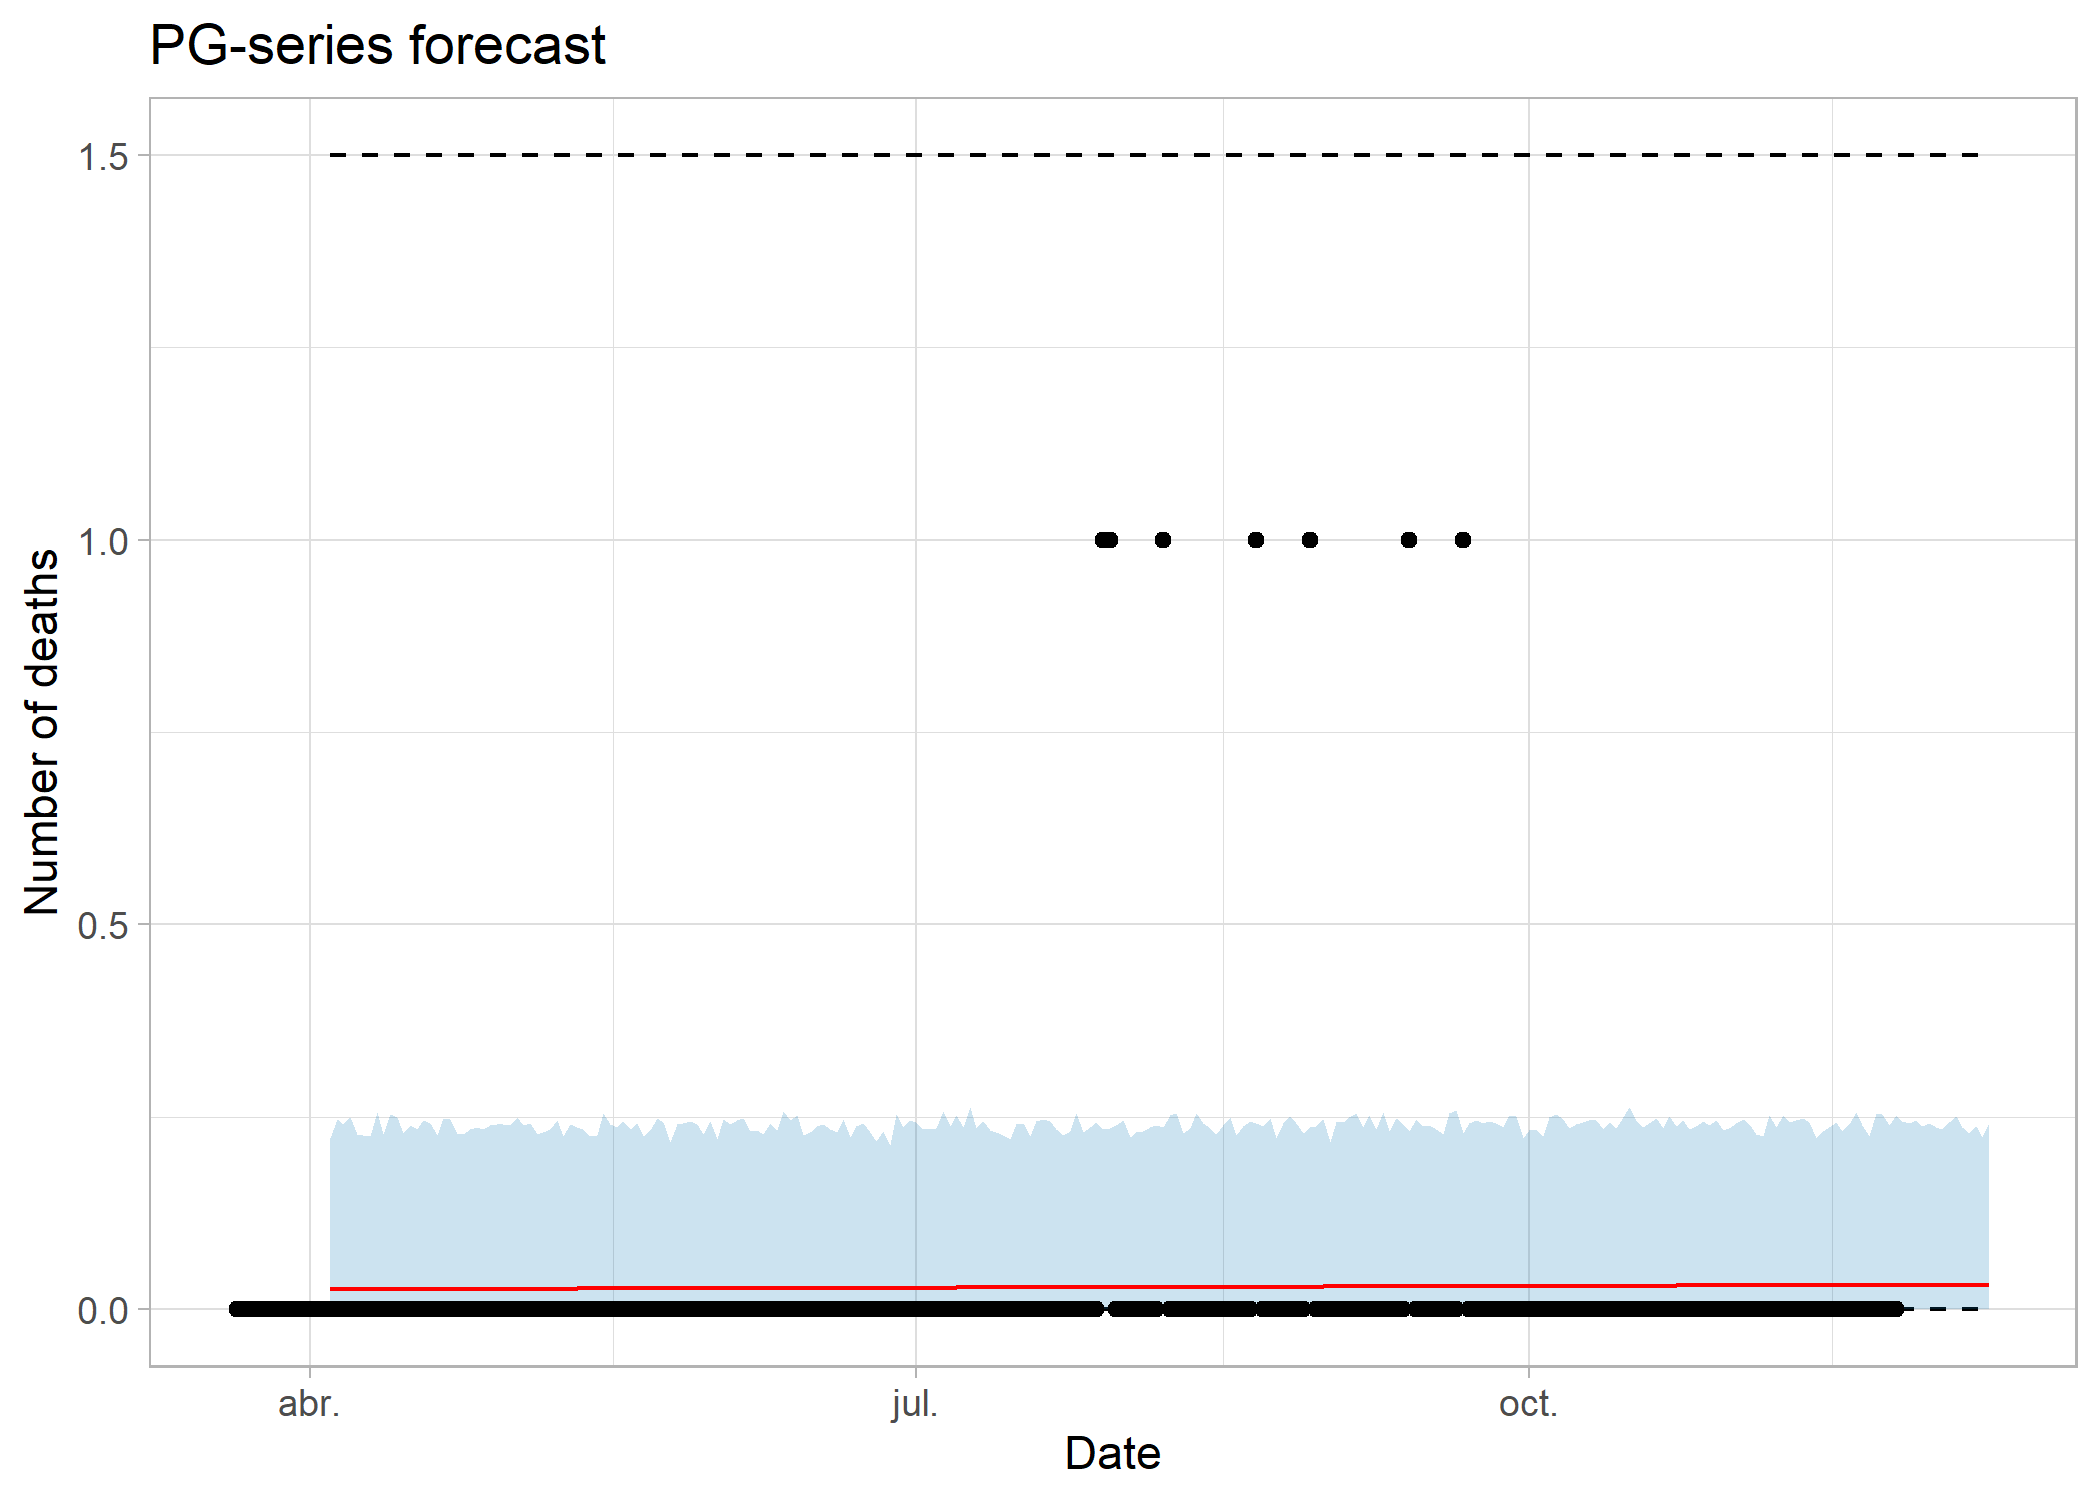 PG-series forecast
1.5
1.0
0.5
0.0
Number of deaths
abr.
jul.
oct.
Date